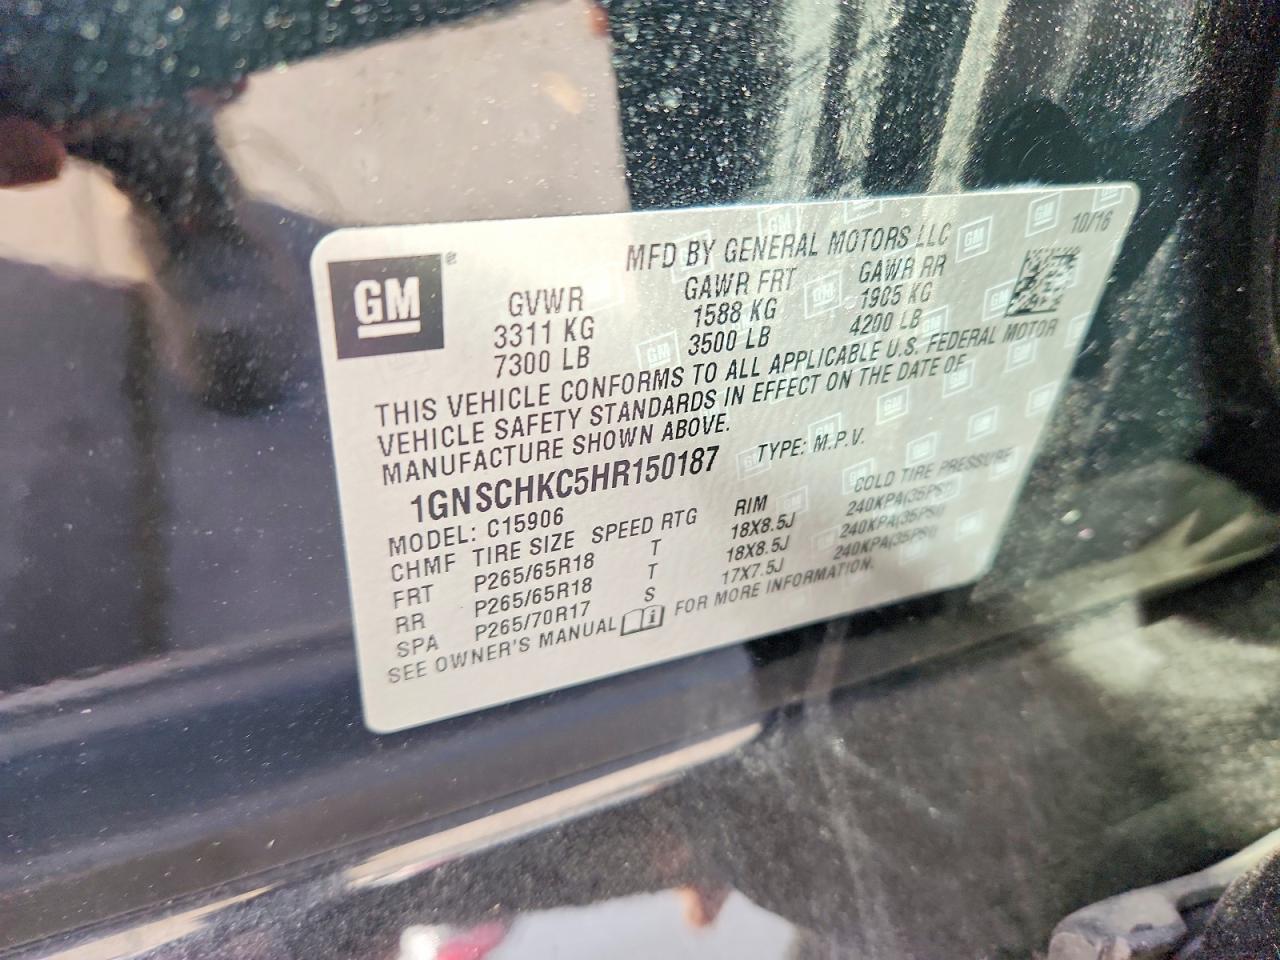 GM
MFD BY GENERAL MOTORS LLC 10/16
GVWR GAWR FRT GAWR RR
3311 KG 1588 KG 1905 KG
7300 LB 3500 LB 4200 LB
THIS VEHICLE CONFORMS TO ALL APPLICABLE U.S. FEDERAL MOTOR
VEHICLE SAFETY STANDARDS IN EFFECT ON THE DATE OF
MANUFACTURE SHOWN ABOVE.
1GNSCHKC5HR150187 TYPE: M.P.V.
MODEL: C15906
CHMF TIRE SIZE SPEED RTG RIM COLD TIRE PRESSURE
FRT P265/65R18 T 18X8.5J 240KPA(35PSI)
RR P265/65R18 T 18X8.5J 240KPA(35PSI)
SPA P265/70R17 S 17X7.5J 240KPA(35PSI)
SEE OWNER'S MANUAL FOR MORE INFORMATION.